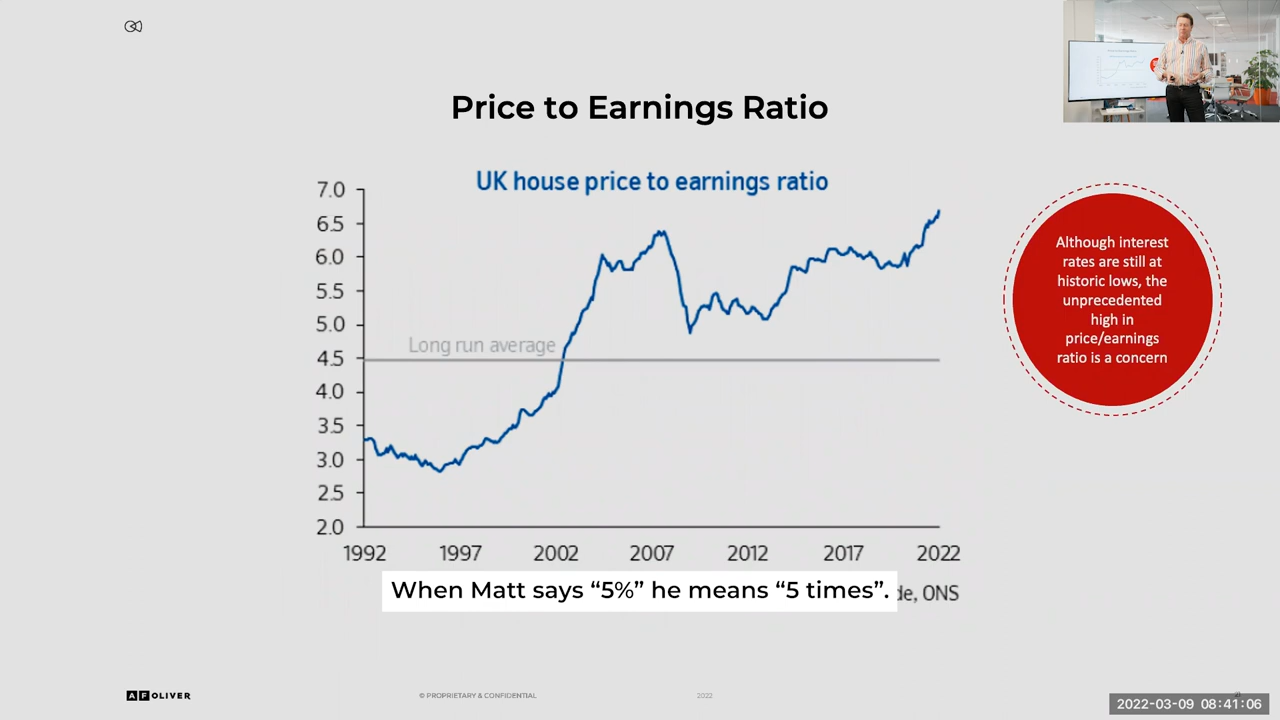 Price to Earnings Ratio
UK house price to earnings ratio
7.0
6.5
6.0
5.5
5.0
4.5
4.0
3.5
3.0
2.5
2.0
Long run average
1992 1997 2002 2007 2012 2017 2022
Although interest
rates are still at
historic lows, the
unprecedented
high in
price/earnings
ratio is a concern
When Matt says “5%” he means “5 times”.
de, ONS
AF OLIVER
© PROPRIETARY & CONFIDENTIAL
2022
2022-03-09 08:41:06